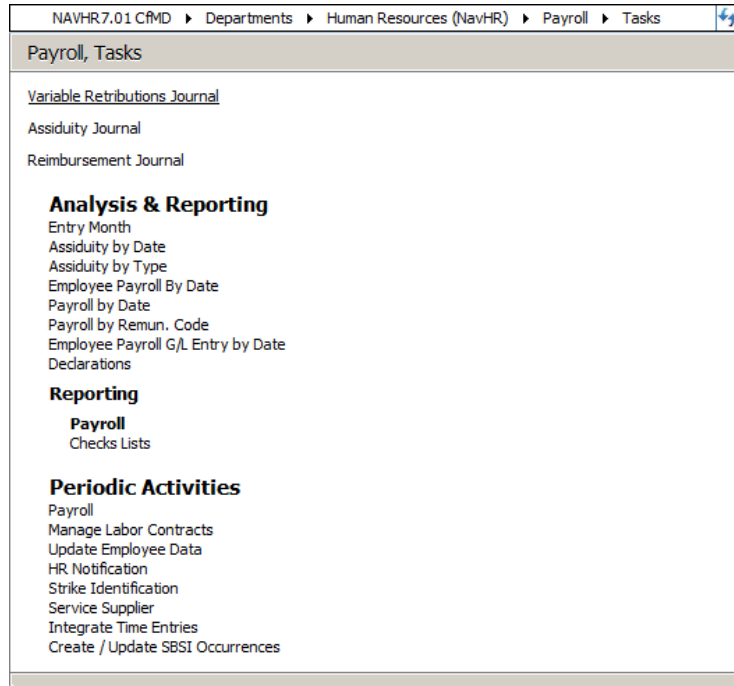 NAVHR7.01 CfMD ▸ Departments ▸ Human Resources (NavHR) ▸ Payroll ▸ Tasks
Payroll, Tasks
Variable Retributions Journal
Assiduity Journal
Reimbursement Journal
Analysis & Reporting
Entry Month
Assiduity by Date
Assiduity by Type
Employee Payroll By Date
Payroll by Date
Payroll by Remun. Code
Employee Payroll G/L Entry by Date
Declarations
Reporting
Payroll
Checks Lists
Periodic Activities
Payroll
Manage Labor Contracts
Update Employee Data
HR Notification
Strike Identification
Service Supplier
Integrate Time Entries
Create / Update SBSI Occurrences